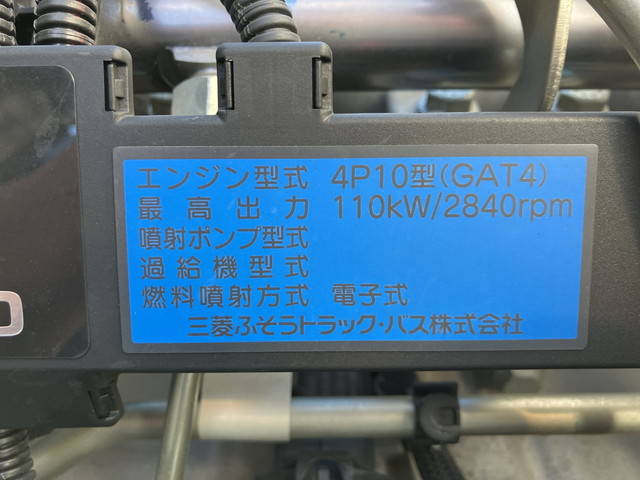 エンジン型式 4P10型(GAT4)
最高出力 110kW/2840rpm
噴射ポンプ型式
過給機型式
燃料噴射方式 電子式
三菱ふそうトラック・バス株式会社